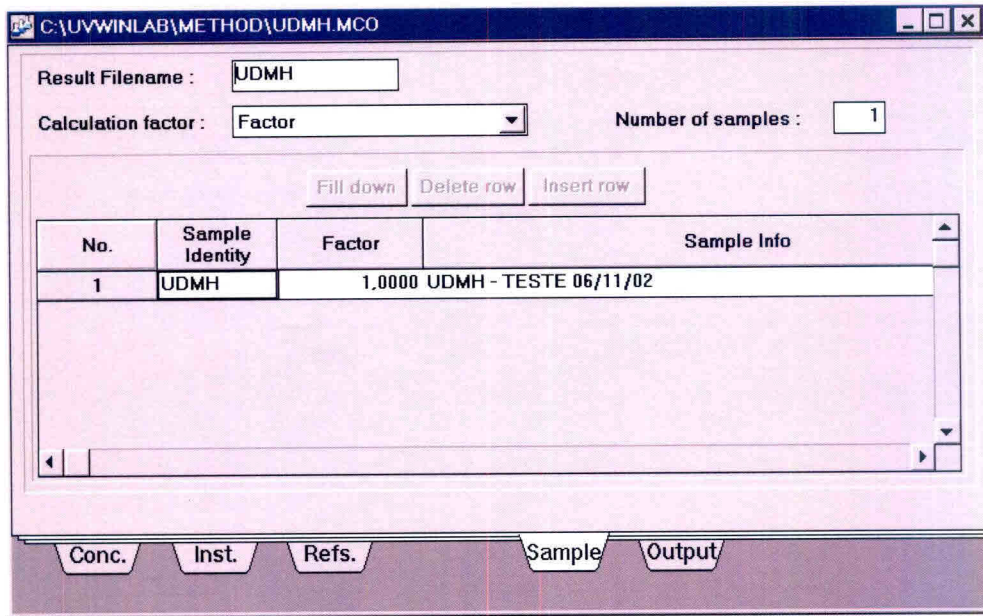 C:\UVWINLAB\METHOD\UDMH.MCO
Result Filename : UDMH
Calculation factor : Factor Number of samples : 1
Fill down Delete row Insert row
No. Sample Identity Factor Sample Info
1 UDMH 1,0000 UDMH - TESTE 06/11/02
Conc. Inst. Refs. Sample Output